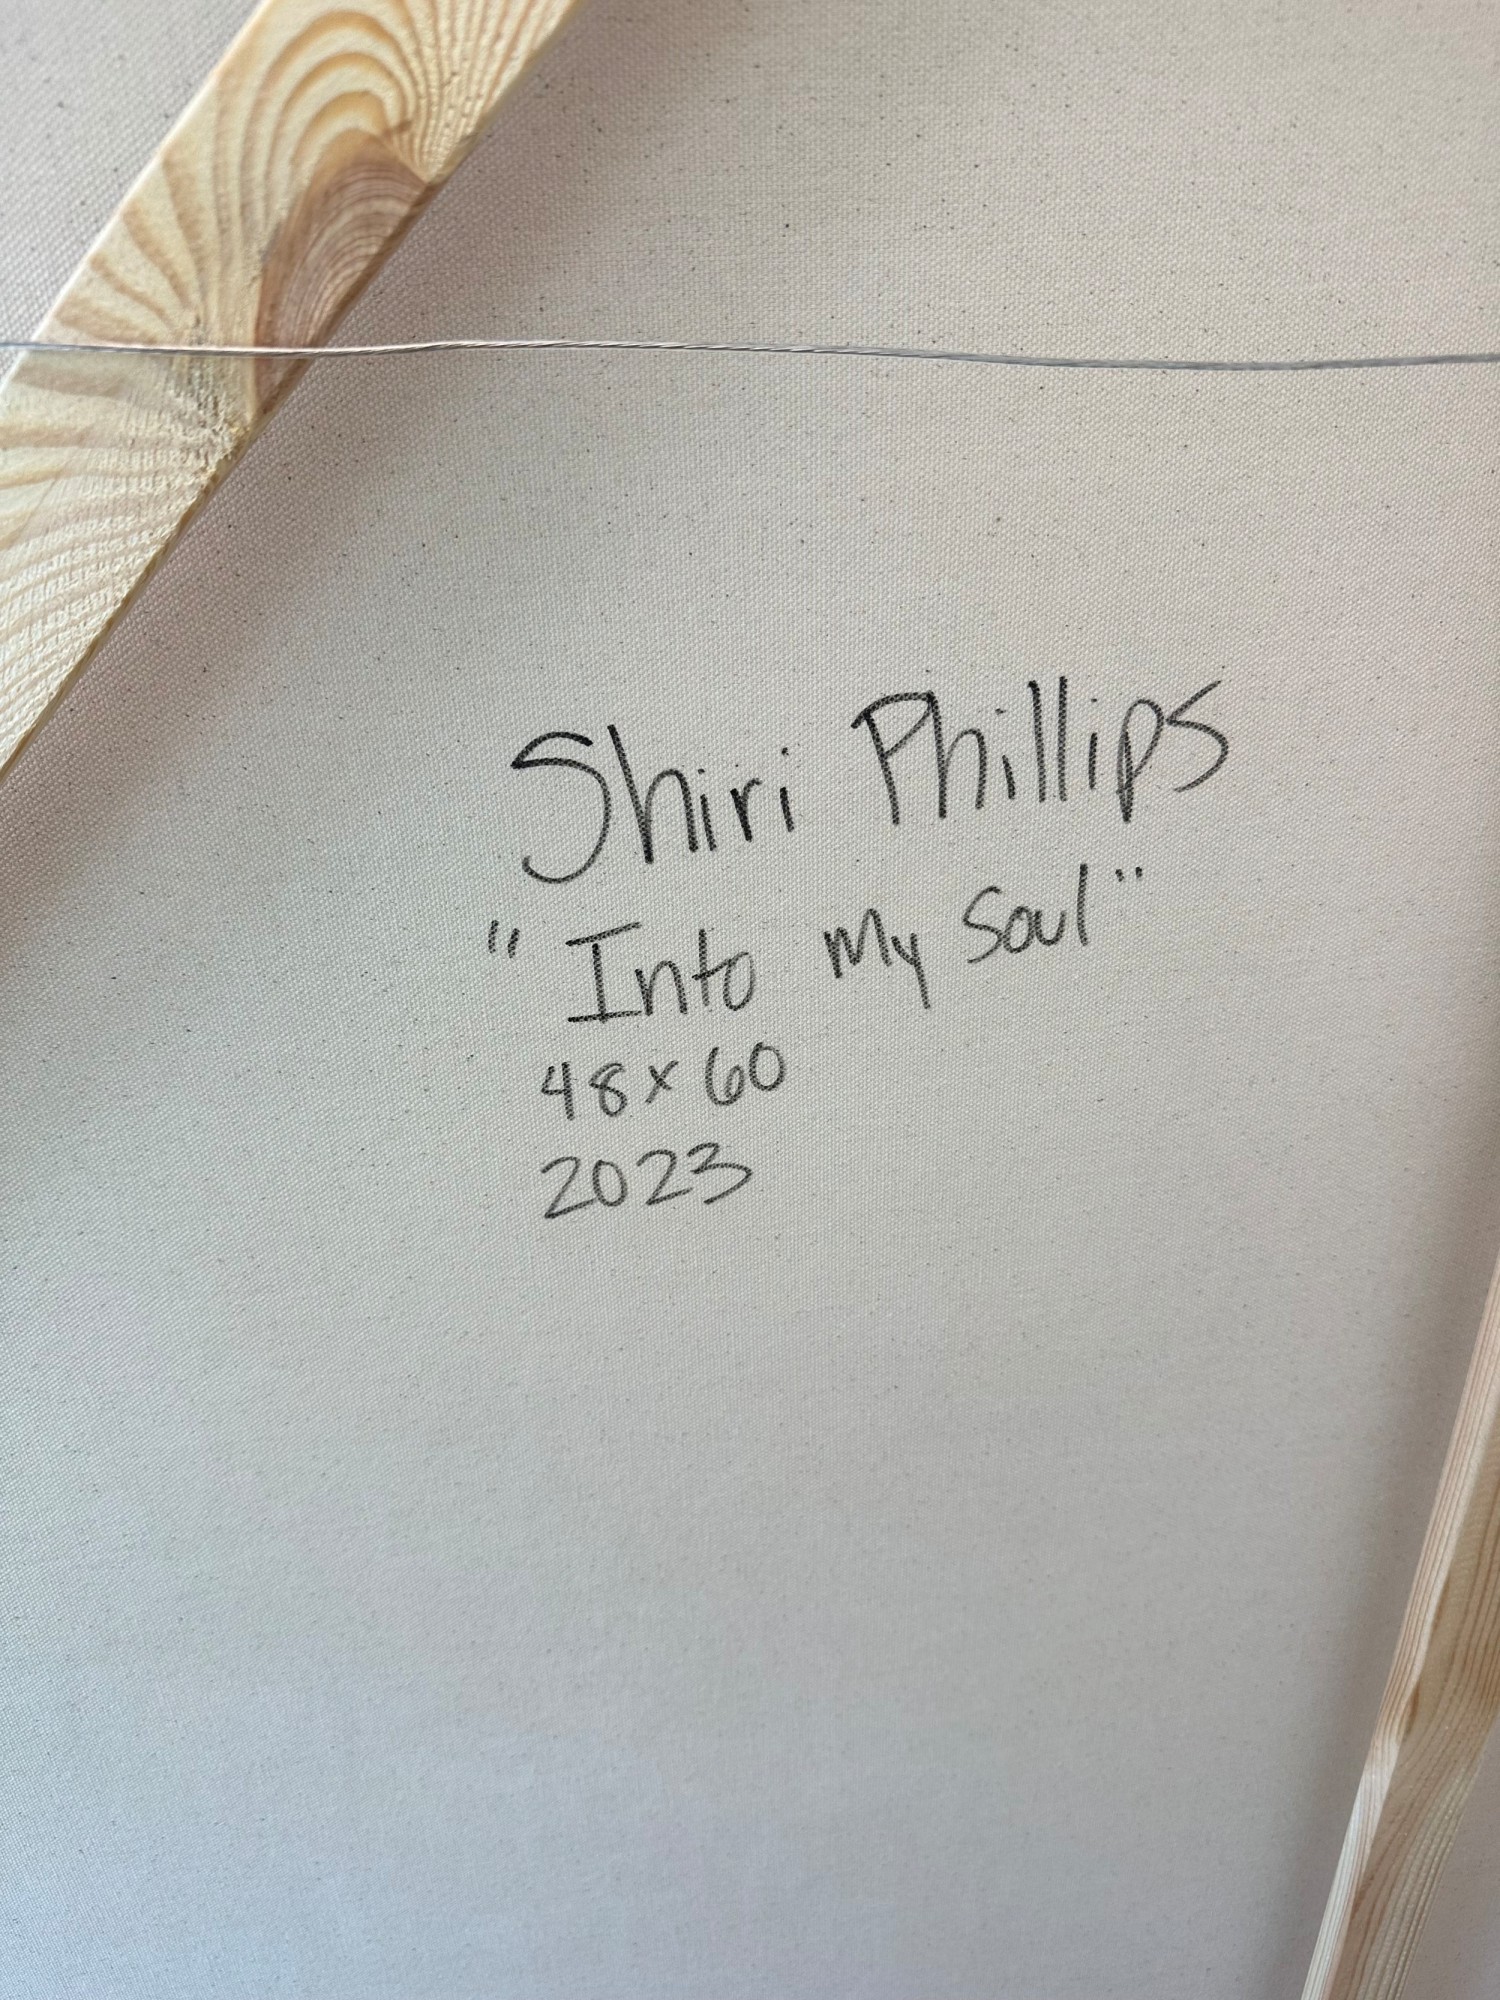 Shiri Phillips
"Into My Soul"
48x60
2023